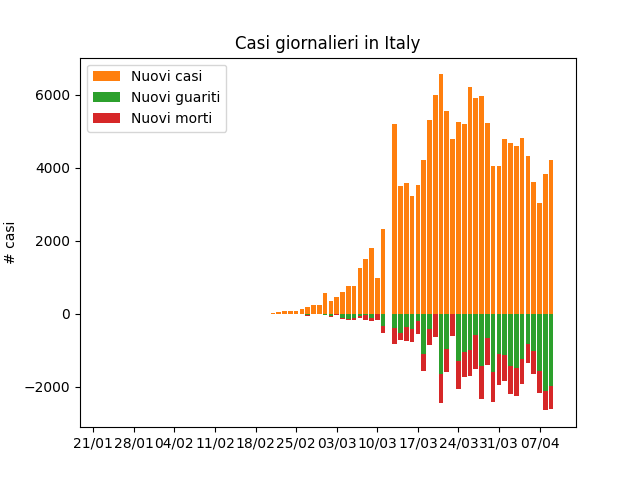 Casi giornalieri in Italy
Nuovi casi
Nuovi guariti
Nuovi morti
# casi
6000
4000
2000
0
−2000
21/01 28/01 04/02 11/02 18/02 25/02 03/03 10/03 17/03 24/03 31/03 07/04